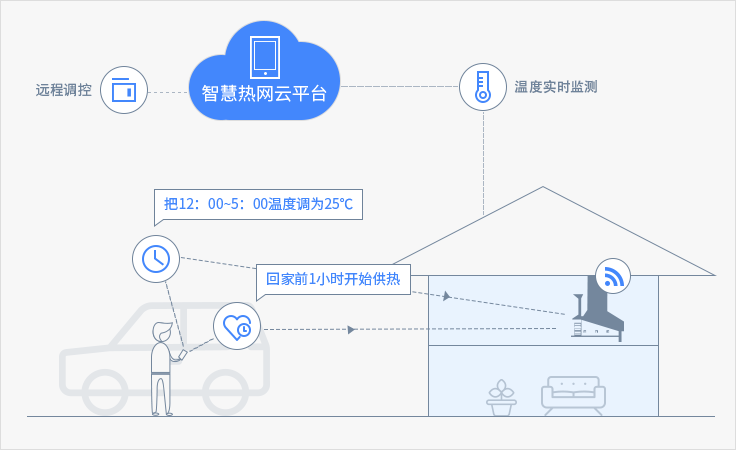 远程调控
智慧热网云平台
温度实时监测
把12：00~5：00温度调为25℃
回家前1小时开始供热